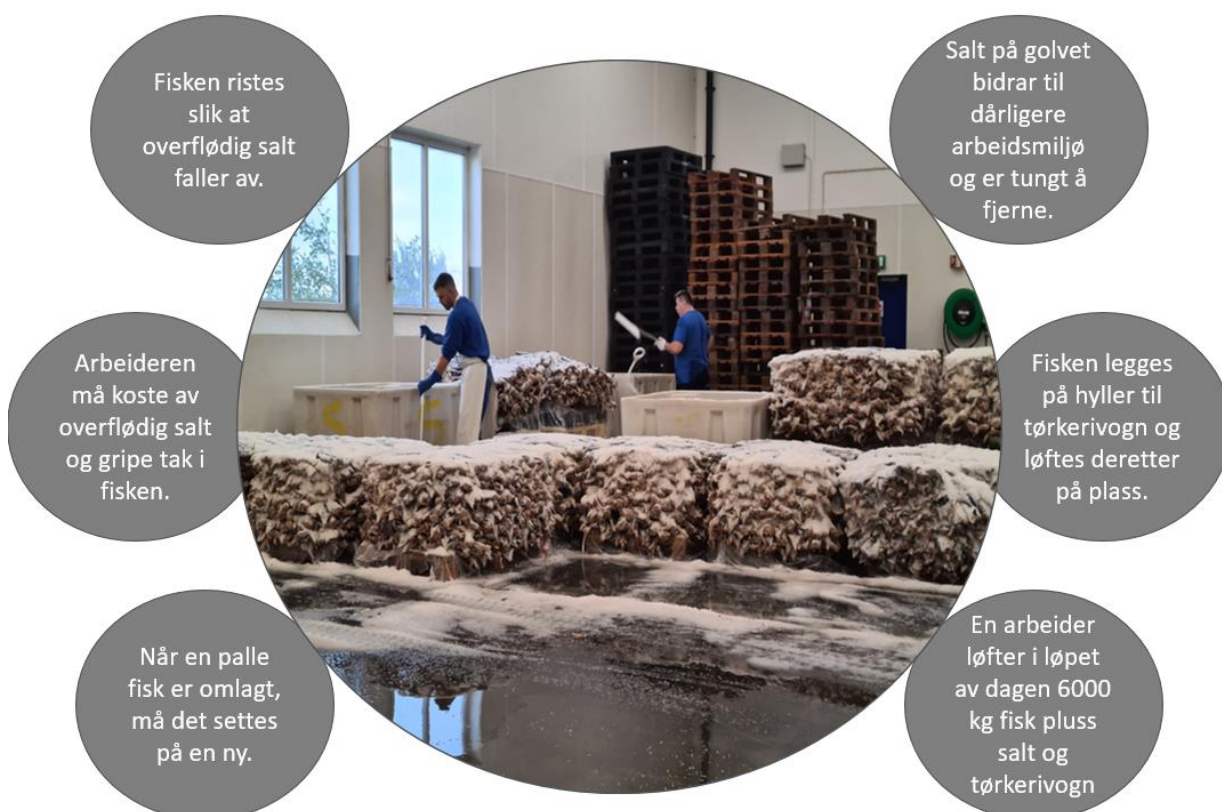 Fisken ristes
slik at
overflødig salt
faller av.
Salt på golvet
bidrar til
dårligere
arbeidsmiljø
og er tungt å
fjerne.
Arbeideren
må koste av
overflødig salt
og gripe tak i
fisken.
Fisken legges
på hyller til
tørkerivogn og
løftes deretter
på plass.
Når en palle
fisk er omlagt,
må det settes
på en ny.
En arbeider
løfter i løpet
av dagen 6000
kg fisk pluss
salt og
tørkerivogn